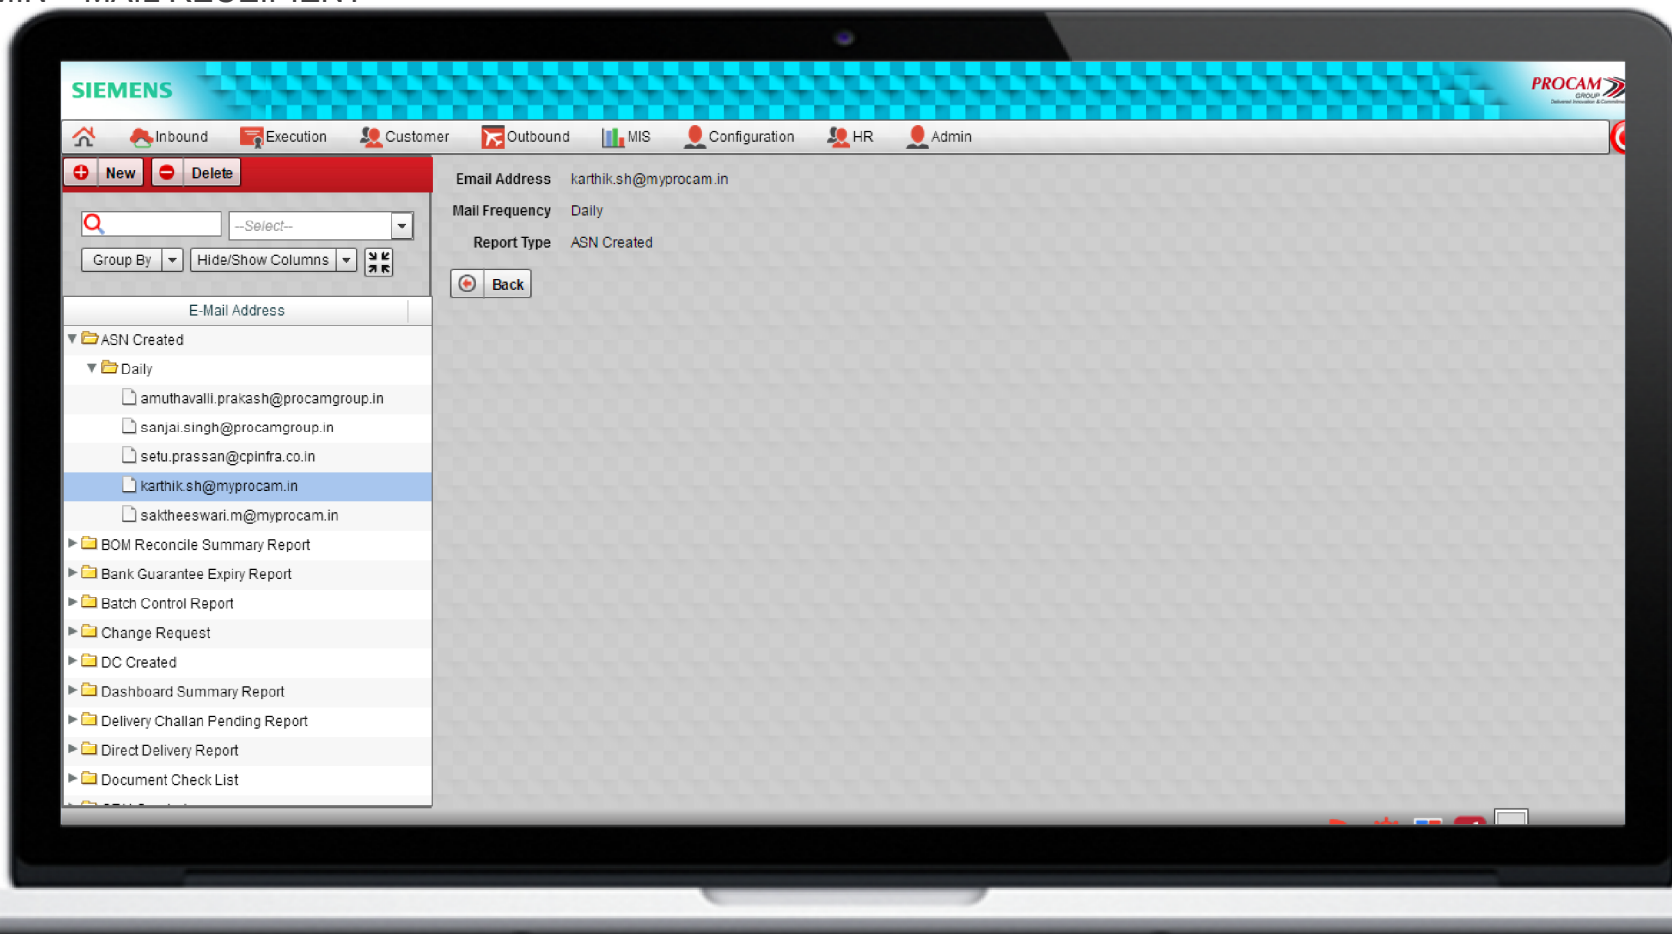 MAIL RECEIPIENT
SIEMENS
PROCAM
GROUP
Inbound Execution Customer Outbound MIS Configuration HR Admin
New Delete
--Select--
Group By Hide/Show Columns
E-Mail Address
ASN Created
Daily
amuthavalli.prakash@procamgroup.in
sanjai.singh@procamgroup.in
setu.prassan@cpinfra.co.in
karthik.sh@myprocam.in
saktheeswari.m@myprocam.in
BOM Reconcile Summary Report
Bank Guarantee Expiry Report
Batch Control Report
Change Request
DC Created
Dashboard Summary Report
Delivery Challan Pending Report
Direct Delivery Report
Document Check List
Email Address karthik.sh@myprocam.in
Mail Frequency Daily
Report Type ASN Created
Back